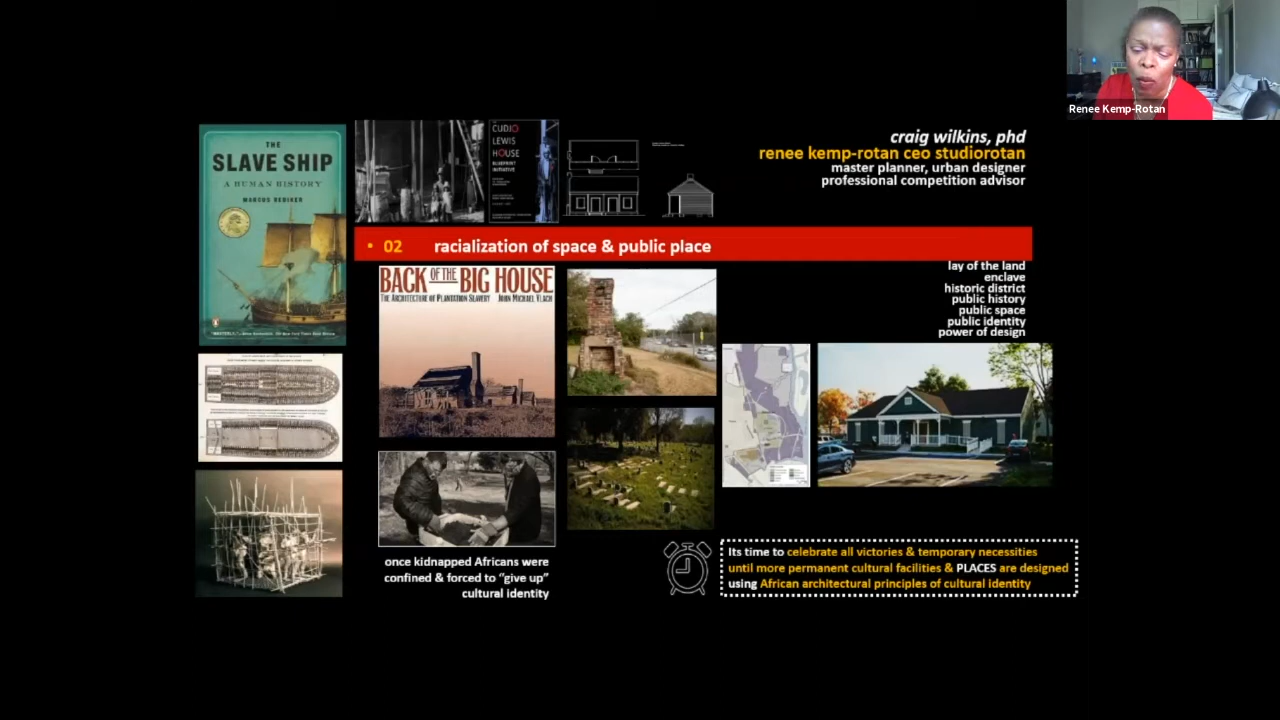 Renee Kemp-Rotan
THE
SLAVE SHIP
A HUMAN HISTORY
MARCUS REDIKER
CUDJO
LEWIS
HOUSE
BLUEPRINT
INITIATIVE
craig wilkins, phd
renee kemp-rotan ceo studiorotan
master planner, urban designer
professional competition advisor
• 02 racialization of space & public place
BACK OF THE BIG HOUSE
THE ARCHITECTURE OF PLANTATION SLAVERY JOHN MICHAEL VLACH
lay of the land
enclave
historic district
public history
public space
public identity
power of design
once kidnapped Africans were
confined & forced to "give up"
cultural identity
Its time to celebrate all victories & temporary necessities
until more permanent cultural facilities & PLACES are designed
using African architectural principles of cultural identity